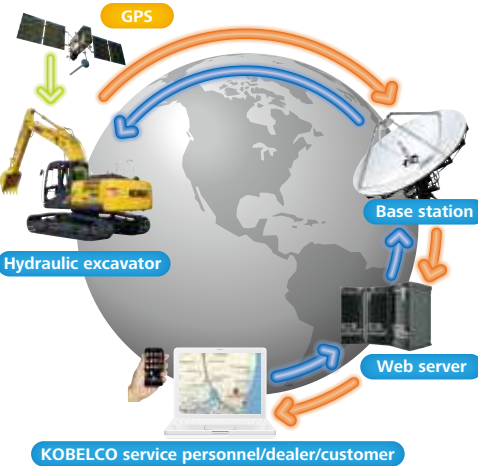 GPS
Base station
Hydraulic excavator
Web server
KOBELCO service personnel/dealer/customer